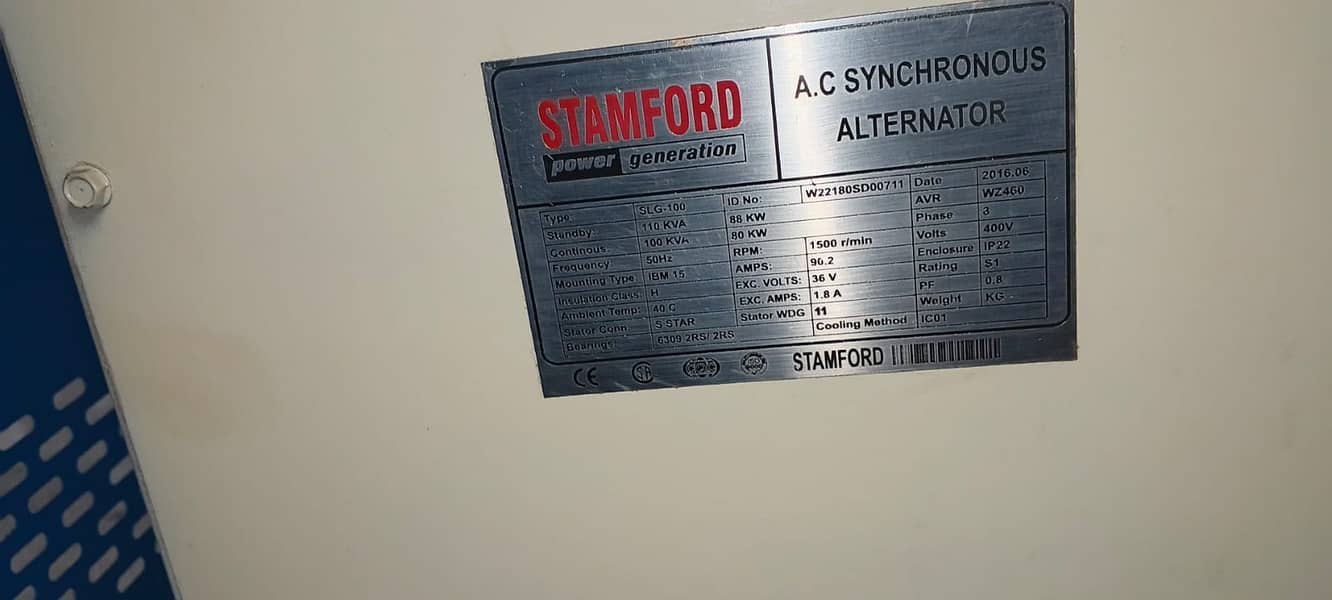 STAMFORD
power generation
A.C SYNCHRONOUS
ALTERNATOR
Type: SLG-100 ID No: W22180SD00711 Date 2016.06
Standby: 110 KVA 88 KW AVR WZ460
Continous 100 KVA 80 KW Phase 3
Frequency 50Hz RPM: 1500 r/min Volts 400V
Mounting Type IBM 15 AMPS: 90.2 Enclosure IP22
Insulation Class: H EXC. VOLTS: 36 V Rating S1
Ambient Temp: 40 C EXC. AMPS: 1.8 A PF 0.8
Stator Conn: S STAR Stator WDG 11 Weight KG
Bearings: 6309 2RS/ 2RS Cooling Method IC01
CE
STAMFORD